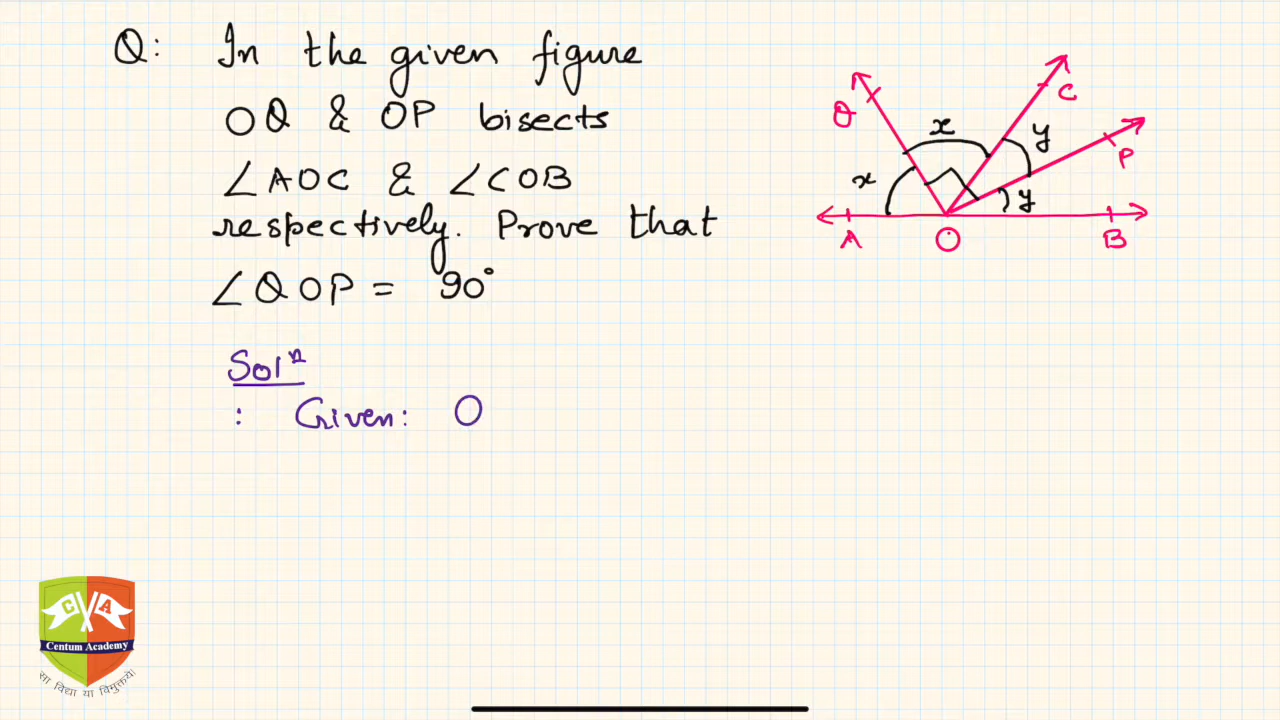 Q: In the given figure
OQ & OP bisects
∠AOC & ∠COB
respectively. Prove that
∠QOP = 90°
Solⁿ
: Given: O
Q
C
P
x
y
x
y
A
O
B
C A
Centum Academy
सा विद्या या विमुक्तये।